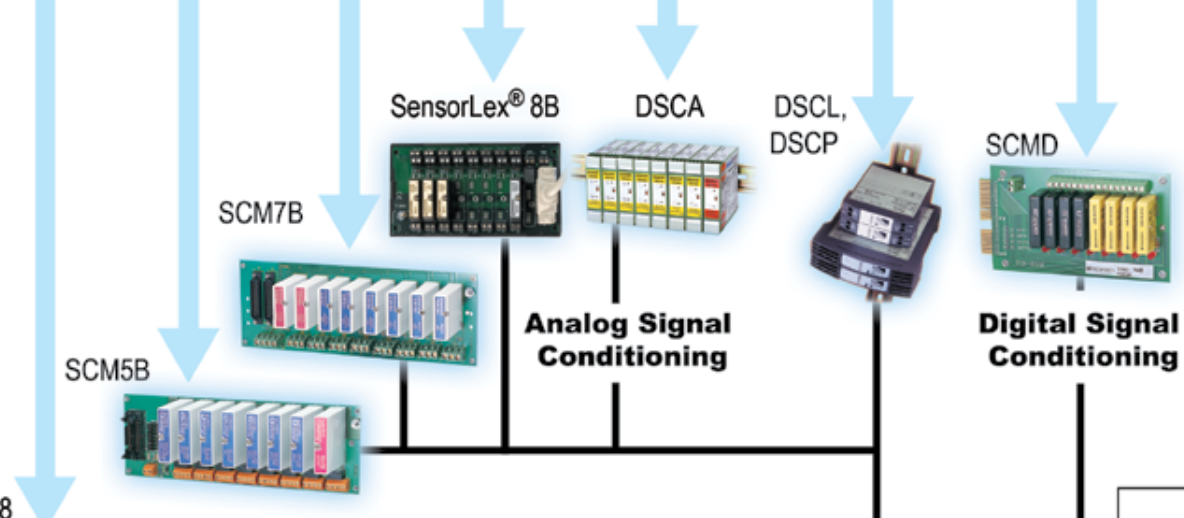 SensorLex® 8B
DSCA
DSCL,
DSCP
SCMD
SCM7B
Analog Signal
Conditioning
Digital Signal
Conditioning
SCM5B
8